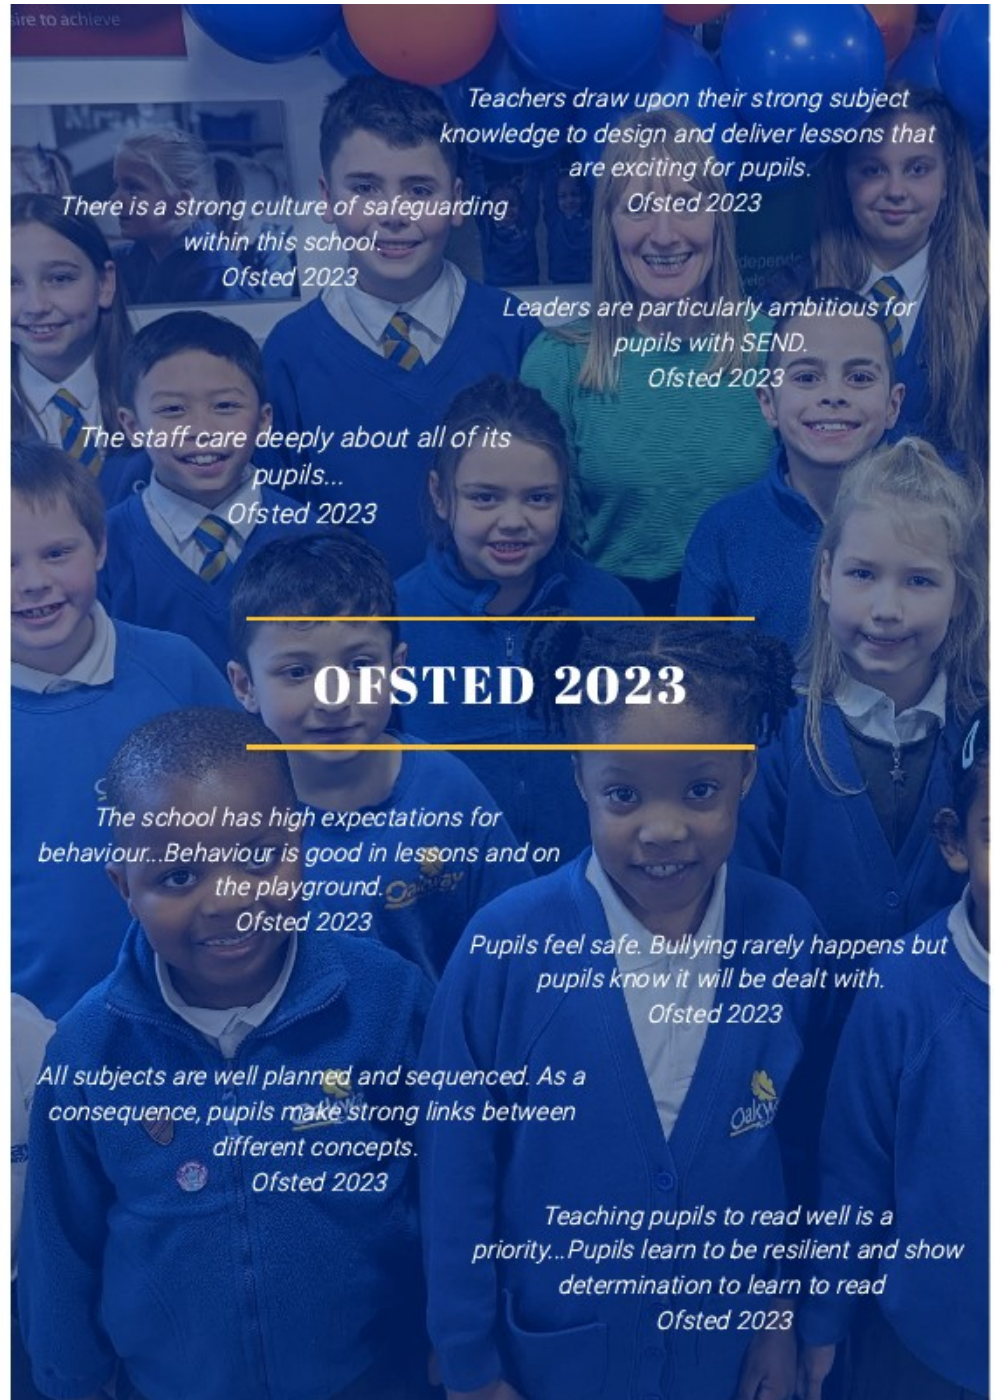 ire to achieve
Teachers draw upon their strong subject
knowledge to design and deliver lessons that
are exciting for pupils.
Ofsted 2023
There is a strong culture of safeguarding
within this school.
Ofsted 2023
Leaders are particularly ambitious for
pupils with SEND.
Ofsted 2023
The staff care deeply about all of its
pupils...
Ofsted 2023
OFSTED 2023
The school has high expectations for
behaviour...Behaviour is good in lessons and on
the playground.
Ofsted 2023
Oakway
Pupils feel safe. Bullying rarely happens but
pupils know it will be dealt with.
Ofsted 2023
All subjects are well planned and sequenced. As a
consequence, pupils make strong links between
different concepts.
Ofsted 2023
Oakw
Teaching pupils to read well is a
priority...Pupils learn to be resilient and show
determination to learn to read
Ofsted 2023